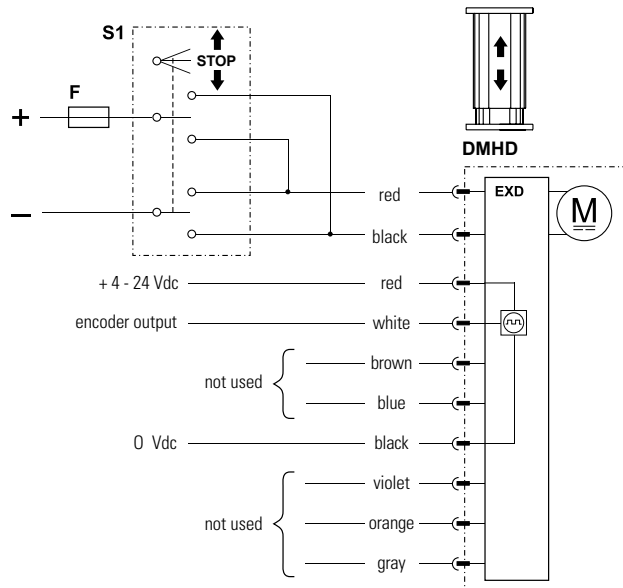 S1
STOP
F
+
–
DMHD
EXD
M
red
black
+ 4 - 24 Vdc
red
encoder output
white
not used
brown
blue
0 Vdc
black
not used
violet
orange
gray